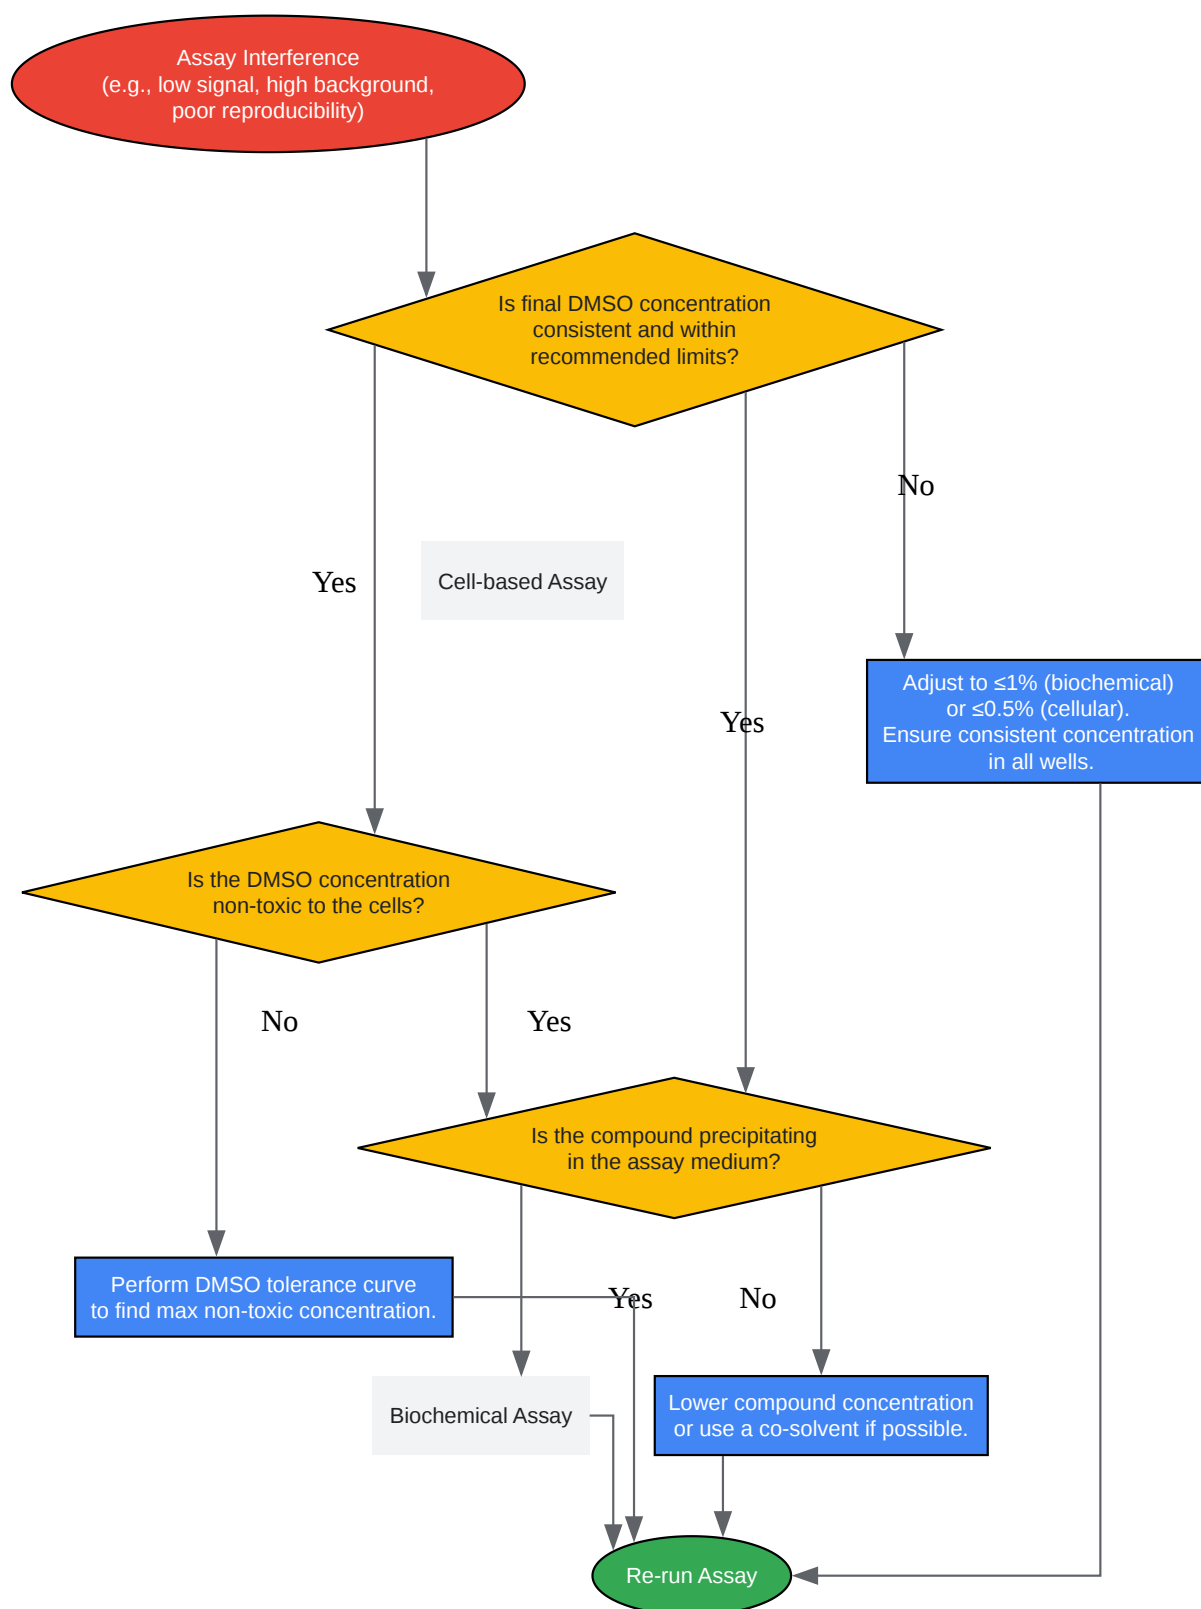 Assay Interference
(e.g., low signal, high background,
poor reproducibility)
Is final DMSO concentration
consistent and within
recommended limits?
No
Yes
Cell-based Assay
Adjust to ≤1% (biochemical)
or ≤0.5% (cellular).
Ensure consistent concentration
in all wells.
Yes
Is the DMSO concentration
non-toxic to the cells?
No
Yes
Is the compound precipitating
in the assay medium?
Perform DMSO tolerance curve
to find max non-toxic concentration.
Yes
No
Biochemical Assay
Lower compound concentration
or use a co-solvent if possible.
Re-run Assay